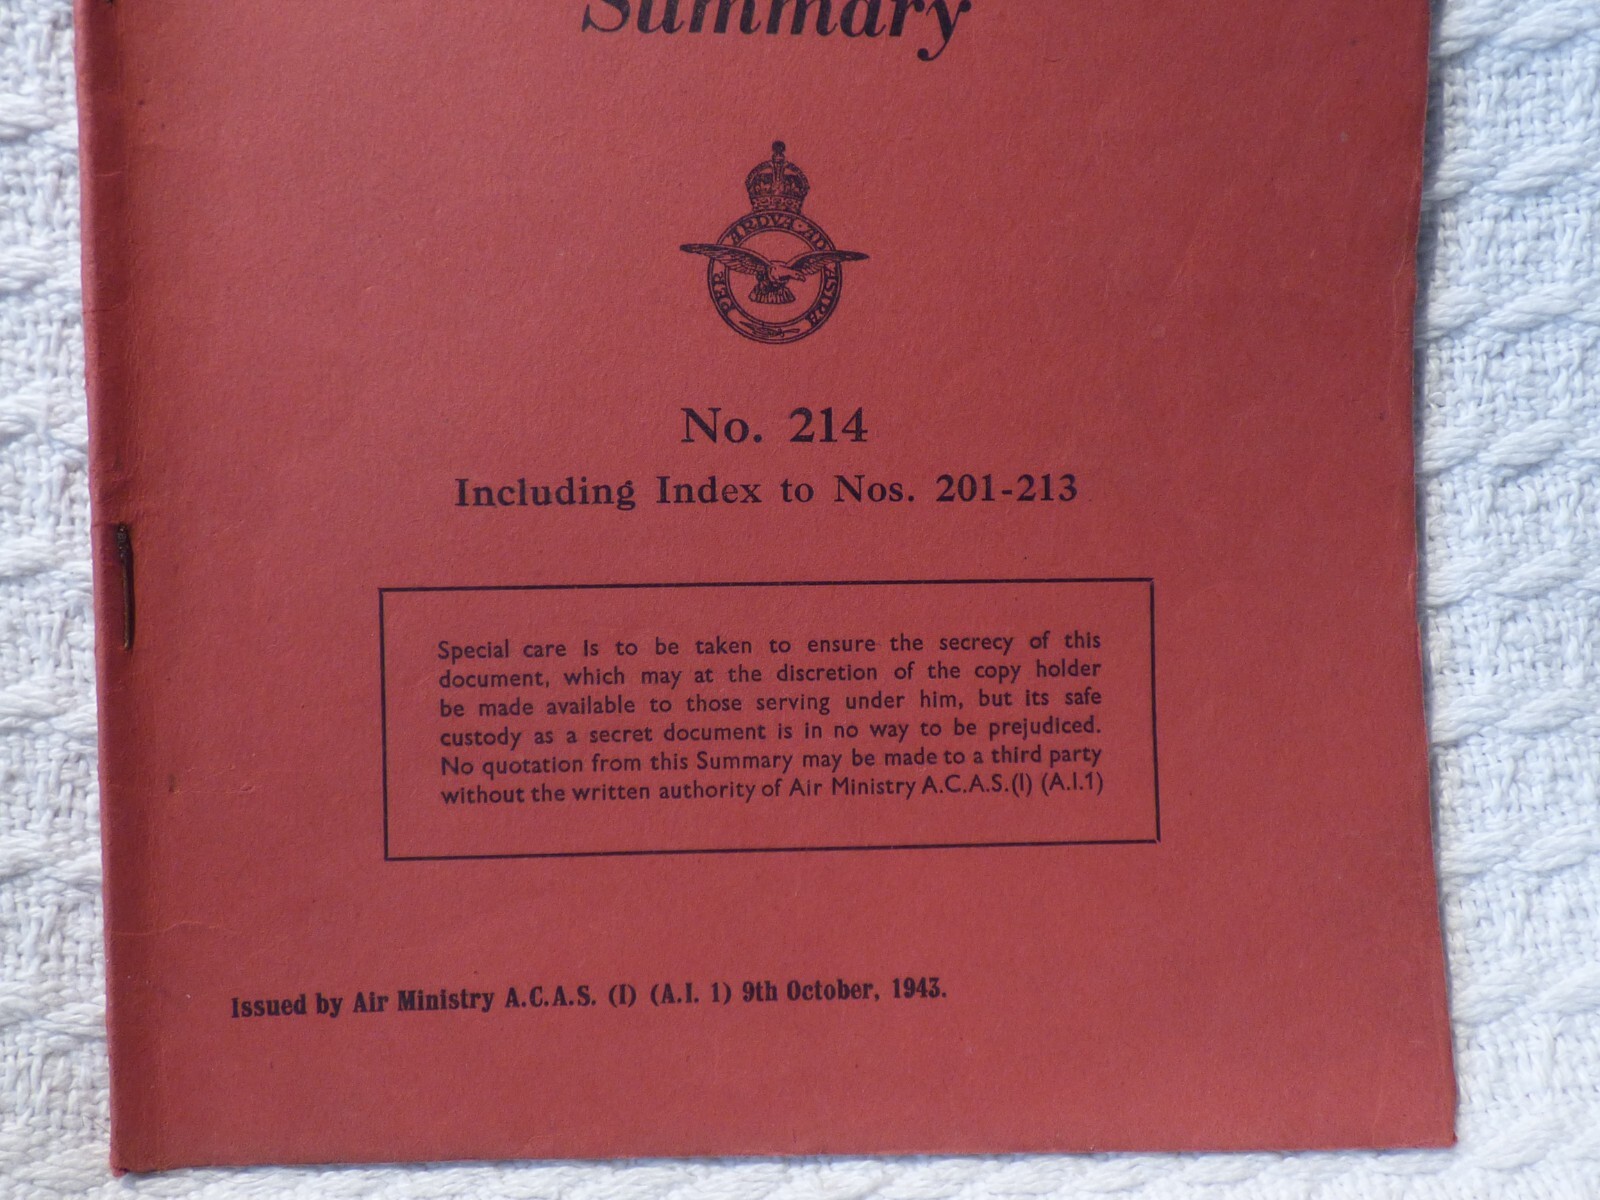 Summary
PER ARDVA AD ASTRA
No. 214
Including Index to Nos. 201-213
Special care is to be taken to ensure the secrecy of this
document, which may at the discretion of the copy holder
be made available to those serving under him, but its safe
custody as a secret document is in no way to be prejudiced.
No quotation from this Summary may be made to a third party
without the written authority of Air Ministry A.C.A.S.(I) (A.I.1)
Issued by Air Ministry A.C.A.S. (I) (A.I. 1) 9th October, 1943.